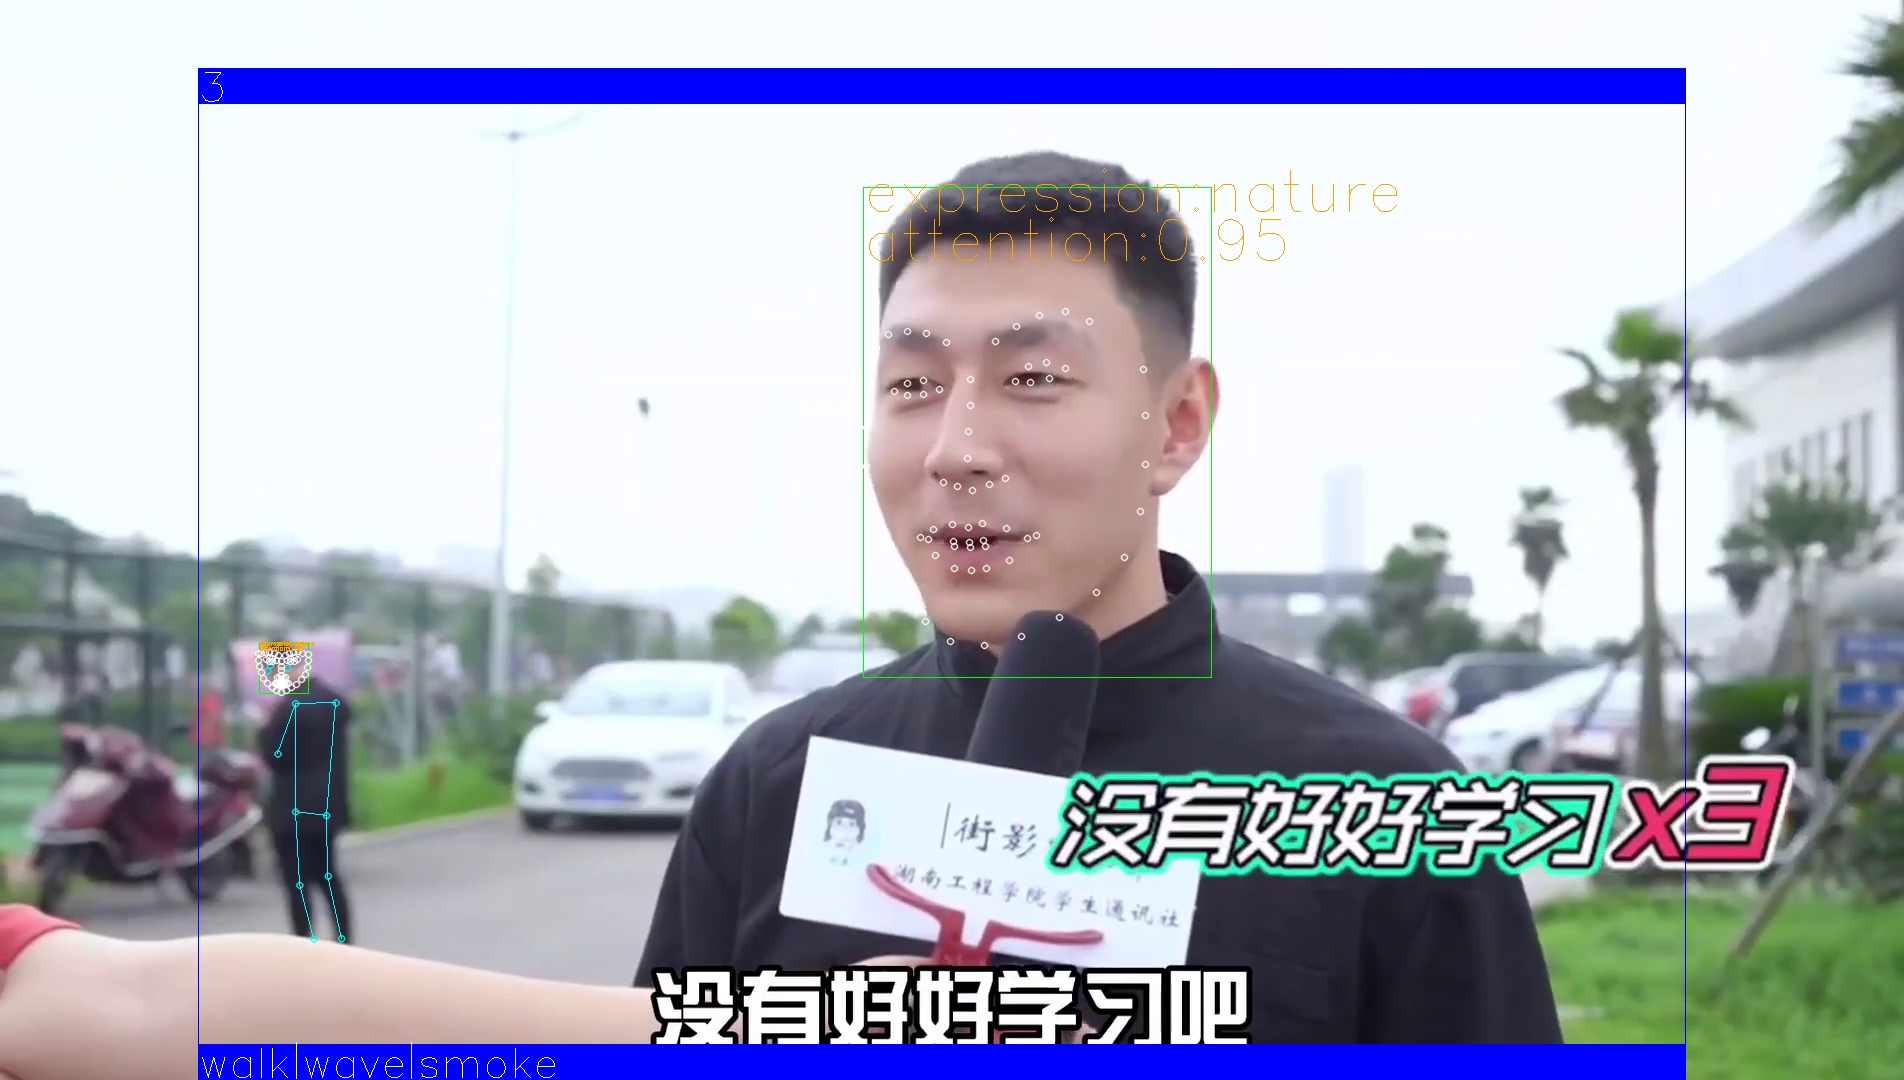 3
expression:nature
attention:0.95
街影
湖南工程学院学生通讯社
没有好好学习x3
没有好好学习吧
walk|wave|smoke